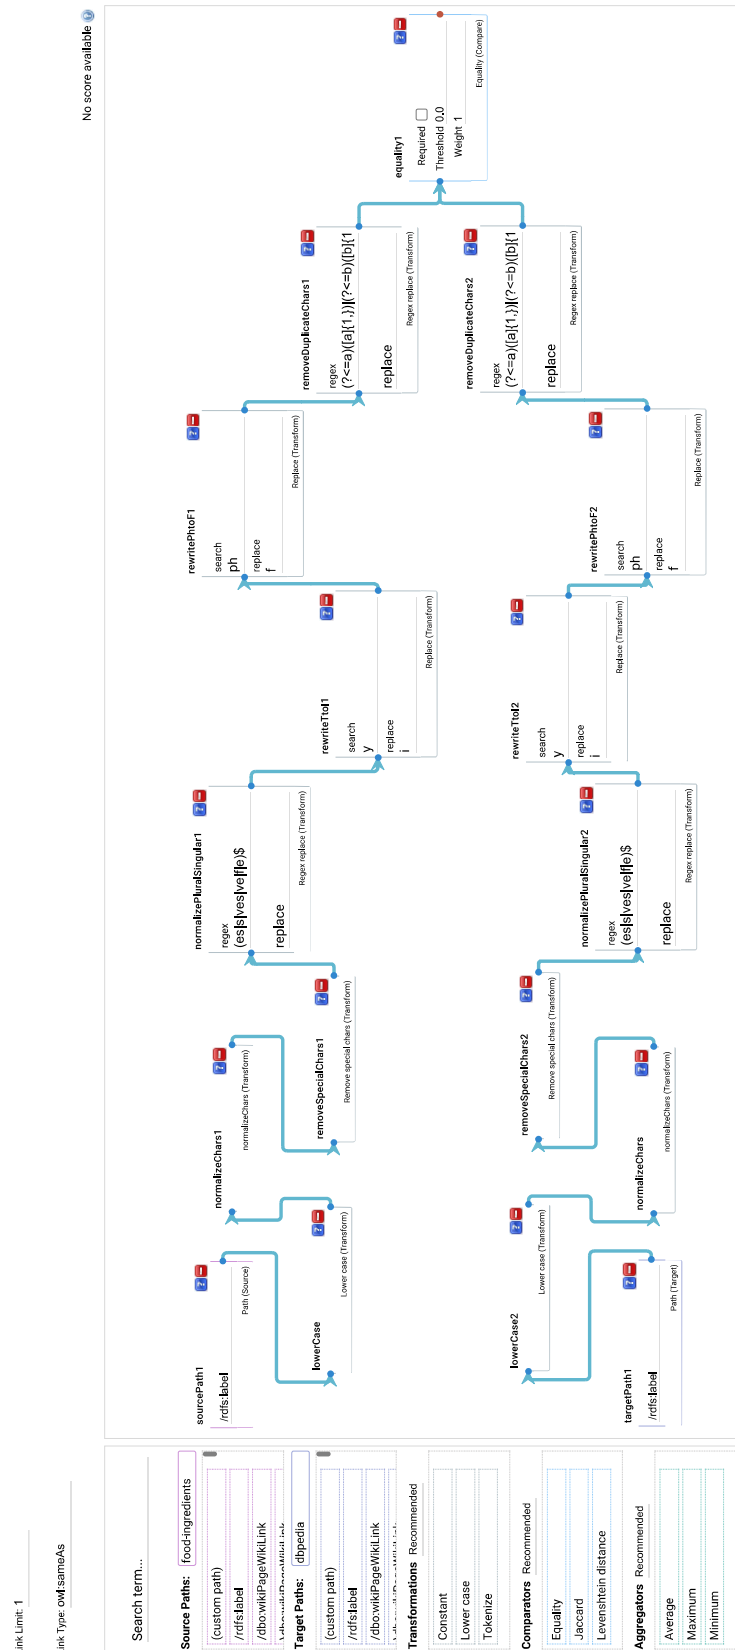 Link Limit: 1
ink Type: owl:sameAs
No score available
Search term...
Source Paths:
food-ingredients
(custom path)
/rdfs:label
/dbo:wikiPageWikiLink
Target Paths:
dbpedia
(custom path)
/rdfs:label
/dbo:wikiPageWikiLink
Transformations Recommended
Constant
Lower case
Tokenize
Comparators Recommended
Equality
Jaccard
Levenshtein distance
Aggregators Recommended
Average
Maximum
Minimum
sourcePath1
/rdfs:label
Path (Source)
lowerCase
Lower case (Transform)
normalizeChars1
normalizeChars (Transform)
removeSpecialChars1
Remove special chars (Transform)
normalizePluralSingular1
regex
(es|s|ves|ve|f|e)$
replace
Regex replace (Transform)
rewriteYtoI1
search
y
replace
i
Replace (Transform)
rewritePhtoF1
search
ph
replace
f
Replace (Transform)
removeDuplicateChars1
regex
(?<=a)([a]{1,})|(?<=b)([b]{1
replace
Regex replace (Transform)
equality1
Required
Threshold 0.0
Weight 1
Equality (Compare)
targetPath1
/rdfs:label
Path (Target)
lowerCase2
Lower case (Transform)
normalizeChars
normalizeChars (Transform)
removeSpecialChars2
Remove special chars (Transform)
normalizePluralSingular2
regex
(es|s|ves|ve|f|e)$
replace
Regex replace (Transform)
rewriteYtoI2
search
y
replace
i
Replace (Transform)
rewritePhtoF2
search
ph
replace
f
Replace (Transform)
removeDuplicateChars2
regex
(?<=a)([a]{1,})|(?<=b)([b]{1
replace
Regex replace (Transform)